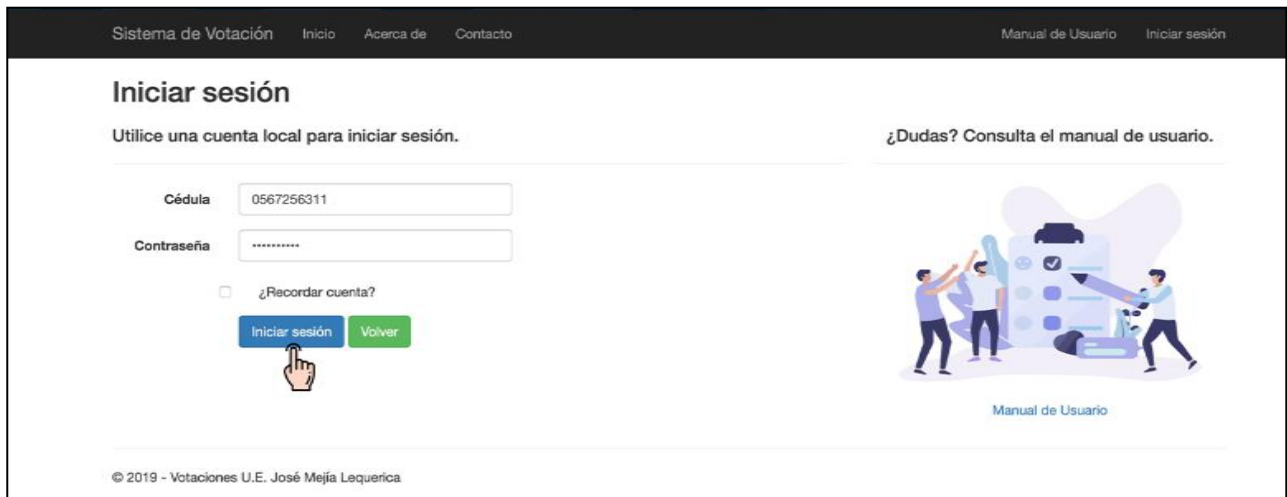 Sistema de Votación Inicio Acerca de Contacto Manual de Usuario Iniciar sesión
Iniciar sesión
Utilice una cuenta local para iniciar sesión.
¿Dudas? Consulta el manual de usuario.
Cédula 0567256311
Contraseña ••••••••••
¿Recordar cuenta?
Iniciar sesión Volver
Manual de Usuario
© 2019 - Votaciones U.E. José Mejía Lequerica